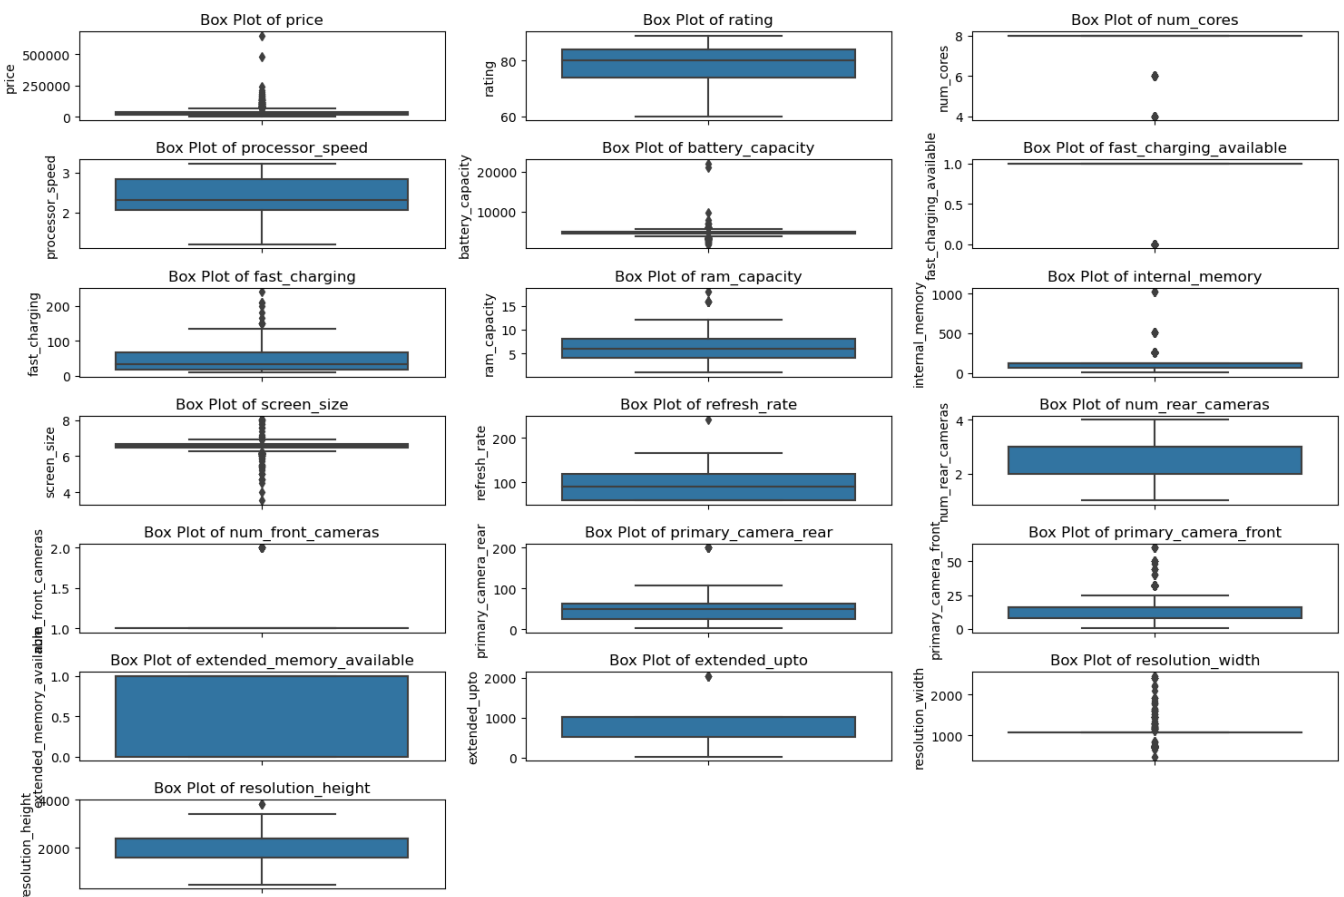 Box Plot of price
price
500000
250000
0
Box Plot of rating
rating
80
60
Box Plot of num_cores
num_cores
8
6
4
Box Plot of processor_speed
processor_speed
3
2
Box Plot of battery_capacity
battery_capacity
20000
10000
Box Plot of fast_charging_available
fast_charging_available
1.0
0.5
0.0
Box Plot of fast_charging
fast_charging
200
100
0
Box Plot of ram_capacity
ram_capacity
15
10
5
Box Plot of internal_memory
internal_memory
1000
500
0
Box Plot of screen_size
screen_size
8
6
4
Box Plot of refresh_rate
refresh_rate
200
100
Box Plot of num_rear_cameras
num_rear_cameras
4
2
Box Plot of num_front_cameras
num_front_cameras
2.0
1.5
1.0
Box Plot of primary_camera_rear
primary_camera_rear
200
100
0
Box Plot of primary_camera_front
primary_camera_front
50
25
0
Box Plot of extended_memory_available
extended_memory_available
1.0
0.5
0.0
Box Plot of extended_upto
extended_upto
2000
1000
0
Box Plot of resolution_width
resolution_width
2000
1000
Box Plot of resolution_height
resolution_height
4000
2000